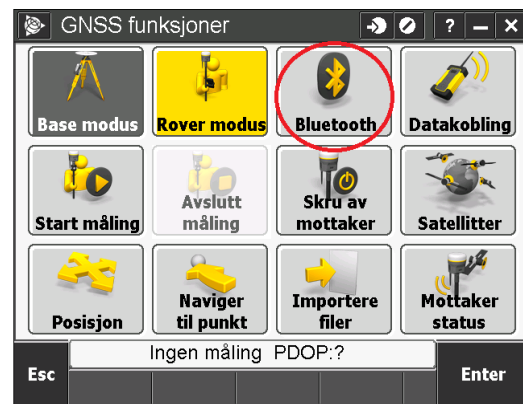 GNSS funksjoner
?
Base modus
Rover modus
Bluetooth
Datakobling
Start måling
Avslutt
måling
Skru av
mottaker
Satellitter
Posisjon
Naviger
til punkt
Importere
filer
Mottaker
status
Ingen måling PDOP:?
Esc
Enter